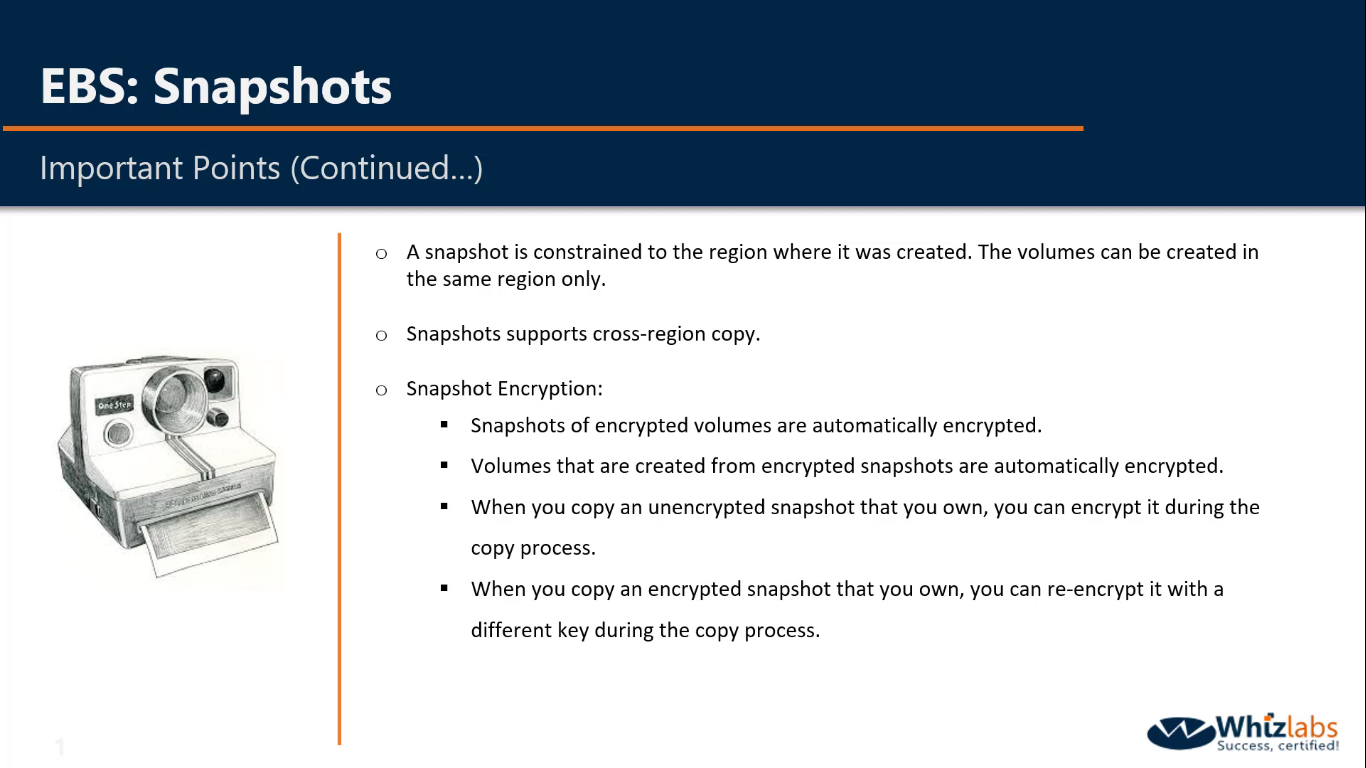 EBS: Snapshots
Important Points (Continued...)
o A snapshot is constrained to the region where it was created. The volumes can be created in
the same region only.
o Snapshots supports cross-region copy.
o Snapshot Encryption:
▪ Snapshots of encrypted volumes are automatically encrypted.
▪ Volumes that are created from encrypted snapshots are automatically encrypted.
▪ When you copy an unencrypted snapshot that you own, you can encrypt it during the
copy process.
▪ When you copy an encrypted snapshot that you own, you can re-encrypt it with a
different key during the copy process.
OneStep
1
Whizlabs
Success, certified!